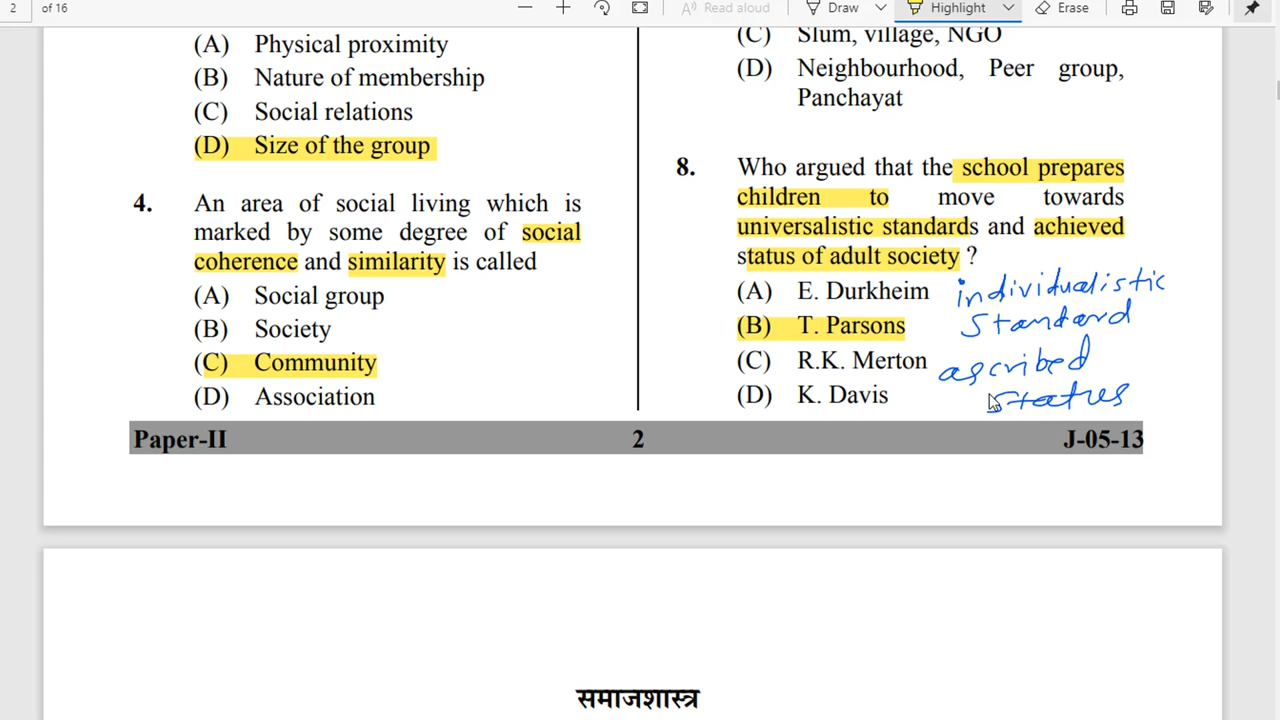 2 of 16 Read aloud Draw Highlight Erase
(A) Physical proximity
(B) Nature of membership
(C) Social relations
(D) Size of the group
4. An area of social living which is
marked by some degree of social
coherence and similarity is called
(A) Social group
(B) Society
(C) Community
(D) Association
(C) Slum, village, NGO
(D) Neighbourhood, Peer group,
Panchayat
8. Who argued that the school prepares
children to move towards
universalistic standards and achieved
status of adult society ?
(A) E. Durkheim
(B) T. Parsons
(C) R.K. Merton
(D) K. Davis
individualistic
standard
ascribed
status
Paper-II 2 J-05-13
समाजशास्त्र